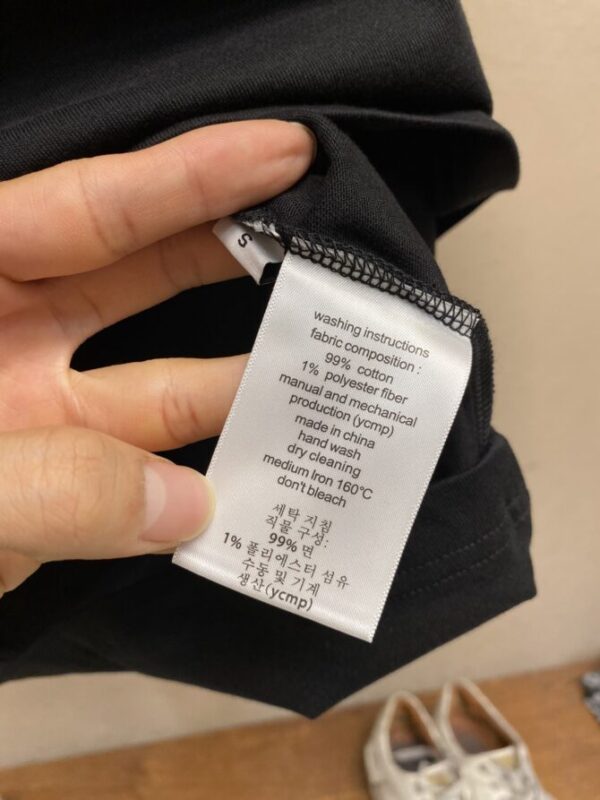 S
washing instructions
fabric composition :
99% cotton
1% polyester fiber
manual and mechanical
production (ycmp)
made in china
hand wash
dry cleaning
medium Iron 160℃
don't bleach
세탁 지침
직물 구성:
99% 면
1% 폴리에스터 섬유
수동 및 기계
생산(ycmp)